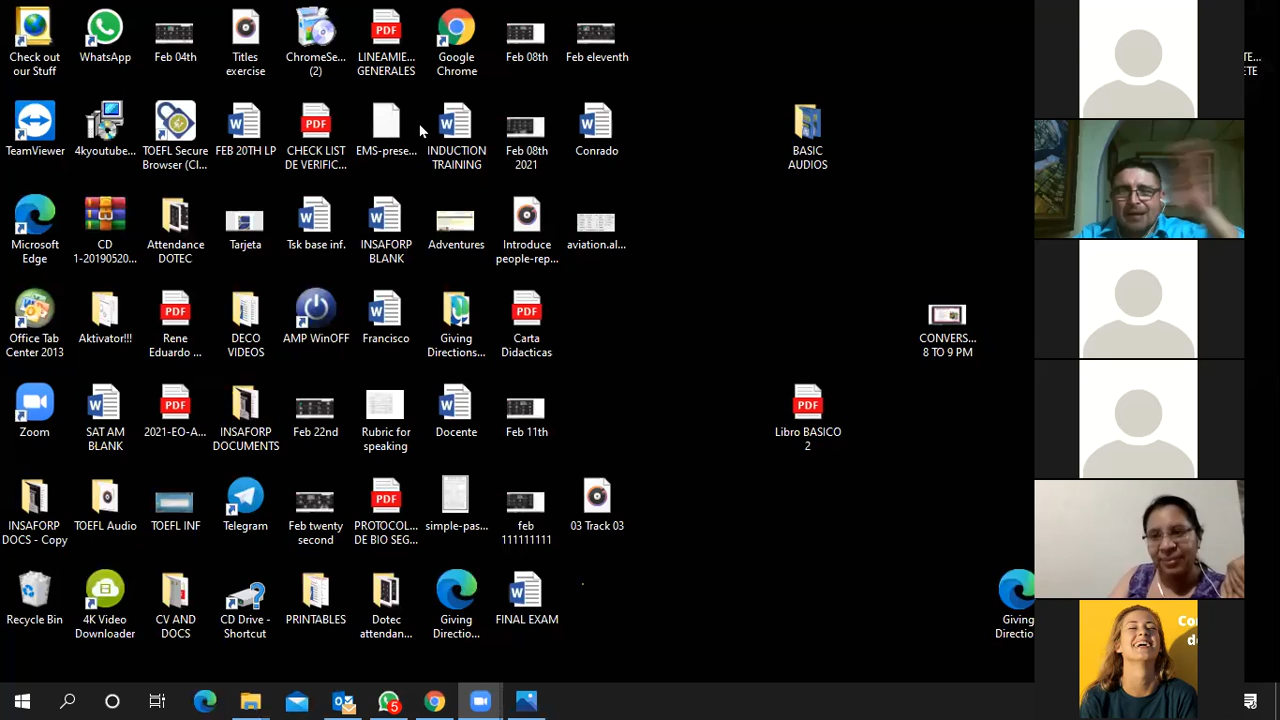 Check out our Stuff
WhatsApp
Feb 04th
Titles exercise
ChromeSe... (2)
LINEAMIE... GENERALES
Google Chrome
Feb 08th
Feb eleventh
TeamViewer
4kyoutube...
TOEFL Secure Browser (Cl...
FEB 20TH LP
CHECK LIST DE VERIFIC...
EMS-prese...
INDUCTION TRAINING
Feb 08th 2021
Conrado
BASIC AUDIOS
Microsoft Edge
CD 1-20190520...
Attendance DOTEC
Tarjeta
Tsk base inf.
INSAFORP BLANK
Adventures
Introduce people-rep...
aviation.al...
Office Tab Center 2013
Aktivator!!!
PDF
Rene Eduardo ...
DECO VIDEOS
AMP WinOFF
Francisco
Giving Directions...
PDF
Carta Didacticas
CONVERS... 8 TO 9 PM
Zoom
SAT AM BLANK
PDF
2021-EO-A...
INSAFORP DOCUMENTS
Feb 22nd
Rubric for speaking
Docente
Feb 11th
PDF
Libro BASICO 2
INSAFORP DOCS - Copy
TOEFL Audio
TOEFL INF
Telegram
Feb twenty second
PDF
PROTOCOL... DE BIO SEG...
simple-pas...
feb 111111111
03 Track 03
Recycle Bin
4K Video Downloader
CV AND DOCS
CD Drive - Shortcut
PRINTABLES
Dotec attendan...
Giving Directio...
FINAL EXAM
Giving Directio
5